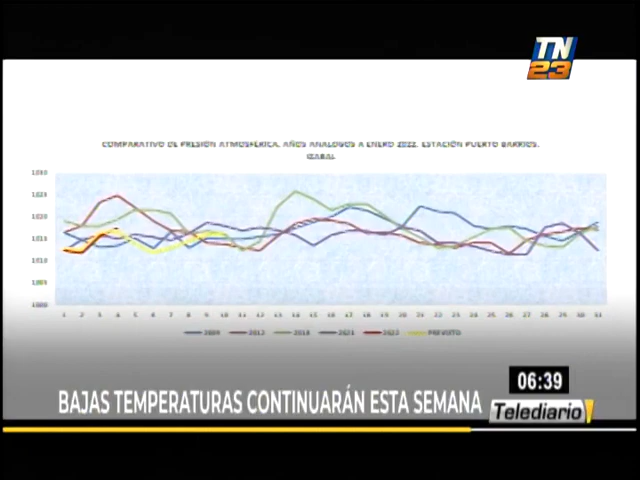 TN
23
COMPARATIVO DE PRESIÓN ATMOSFÉRICA. AÑOS ANALOGOS A ENERO 2022. ESTACIÓN PUERTO BARRIOS,
IZABAL
1030
1025
1020
1015
1010
1005
1000
1 2 3 4 5 6 7 8 9 10 11 12 13 14 15 16 17 18 19 20 21 22 23 24 25 26 27 28 29 30 31
2009 2012 2018 2021 2022 PREVISTO
06:39
BAJAS TEMPERATURAS CONTINUARÁN ESTA SEMANA
Telediario!